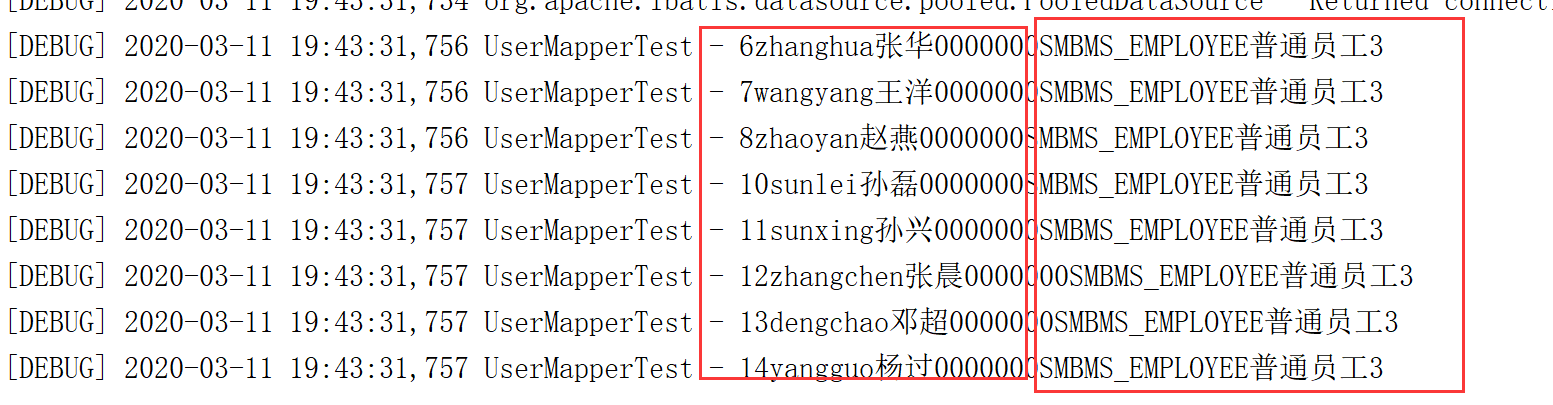 [DEBUG] 2020-03-11 19:43:31,754 org.apache.ibatis.datasource.pooled.PooledDataSource - Returned connecti
[DEBUG] 2020-03-11 19:43:31,756 UserMapperTest - 6zhanghua张华0000000SMBMS_EMPLOYEE普通员工3
[DEBUG] 2020-03-11 19:43:31,756 UserMapperTest - 7wangyang王洋0000000SMBMS_EMPLOYEE普通员工3
[DEBUG] 2020-03-11 19:43:31,756 UserMapperTest - 8zhaoyan赵燕0000000SMBMS_EMPLOYEE普通员工3
[DEBUG] 2020-03-11 19:43:31,757 UserMapperTest - 10sunlei孙磊0000000SMBMS_EMPLOYEE普通员工3
[DEBUG] 2020-03-11 19:43:31,757 UserMapperTest - 11sunxing孙兴0000000SMBMS_EMPLOYEE普通员工3
[DEBUG] 2020-03-11 19:43:31,757 UserMapperTest - 12zhangchen张晨0000000SMBMS_EMPLOYEE普通员工3
[DEBUG] 2020-03-11 19:43:31,757 UserMapperTest - 13dengchao邓超0000000SMBMS_EMPLOYEE普通员工3
[DEBUG] 2020-03-11 19:43:31,757 UserMapperTest - 14yangguo杨过0000000SMBMS_EMPLOYEE普通员工3